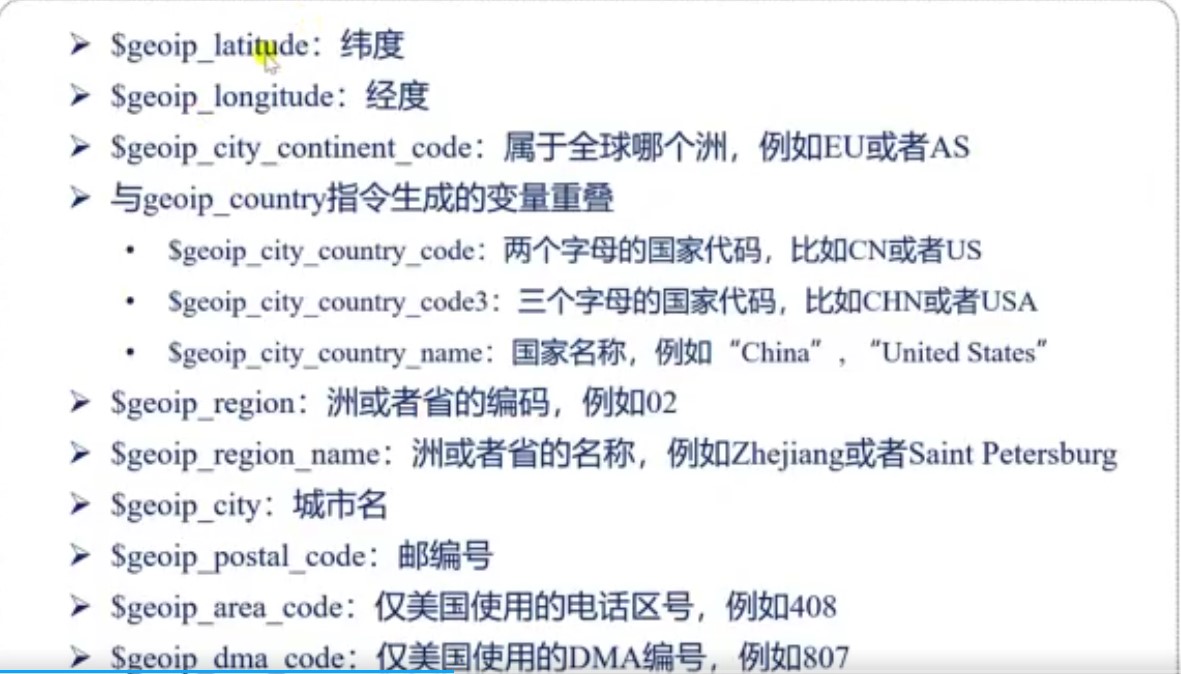 ➢ $geoip_latitude：纬度
➢ $geoip_longitude：经度
➢ $geoip_city_continent_code：属于全球哪个洲，例如EU或者AS
➢ 与geoip_country指令生成的变量重叠
• $geoip_city_country_code：两个字母的国家代码，比如CN或者US
• $geoip_city_country_code3：三个字母的国家代码，比如CHN或者USA
• $geoip_city_country_name：国家名称，例如“China”，“United States”
➢ $geoip_region：洲或者省的编码，例如02
➢ $geoip_region_name：洲或者省的名称，例如Zhejiang或者Saint Petersburg
➢ $geoip_city：城市名
➢ $geoip_postal_code：邮编号
➢ $geoip_area_code：仅美国使用的电话区号，例如408
➢ $geoip_dma_code：仅美国使用的DMA编号，例如807